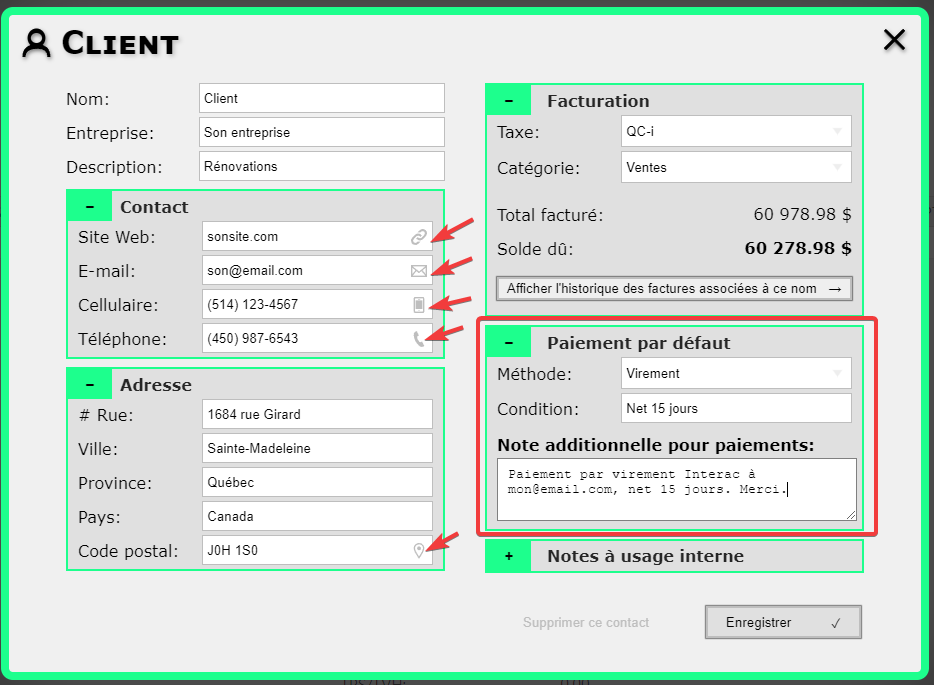 Client
Nom: Client
Entreprise: Son entreprise
Description: Rénovations
- Contact
Site Web: sonsite.com
E-mail: son@email.com
Cellulaire: (514) 123-4567
Téléphone: (450) 987-6543
- Adresse
# Rue: 1684 rue Girard
Ville: Sainte-Madeleine
Province: Québec
Pays: Canada
Code postal: J0H 1S0
- Facturation
Taxe: QC-i
Catégorie: Ventes
Total facturé: 60 978.98 $
Solde dû: 60 278.98 $
Afficher l'historique des factures associées à ce nom →
- Paiement par défaut
Méthode: Virement
Condition: Net 15 jours
Note additionnelle pour paiements:
Paiement par virement Interac à
mon@email.com, net 15 jours. Merci.
+ Notes à usage interne
Supprimer ce contact
Enregistrer ✓